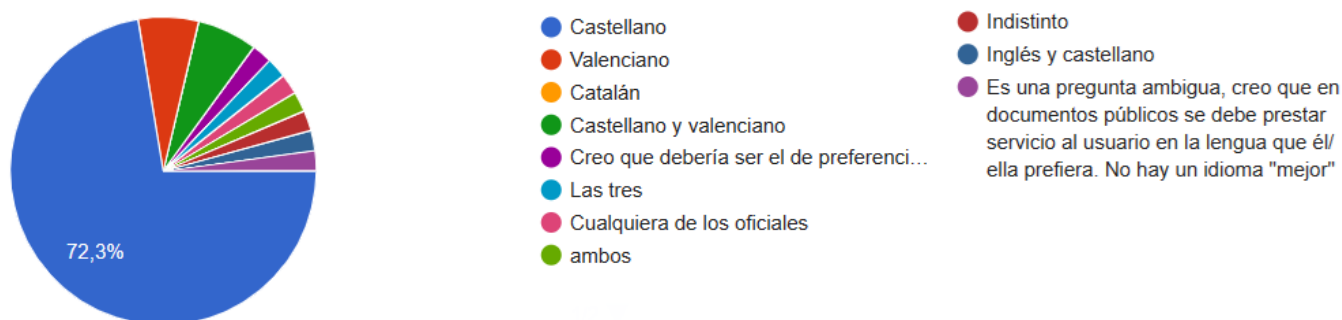 72,3%
Castellano
Valenciano
Catalán
Castellano y valenciano
Creo que debería ser el de preferenci...
Las tres
Cualquiera de los oficiales
ambos
Indistinto
Inglés y castellano
Es una pregunta ambigua, creo que en
documentos públicos se debe prestar
servicio al usuario en la lengua que él/
ella prefiera. No hay un idioma "mejor"